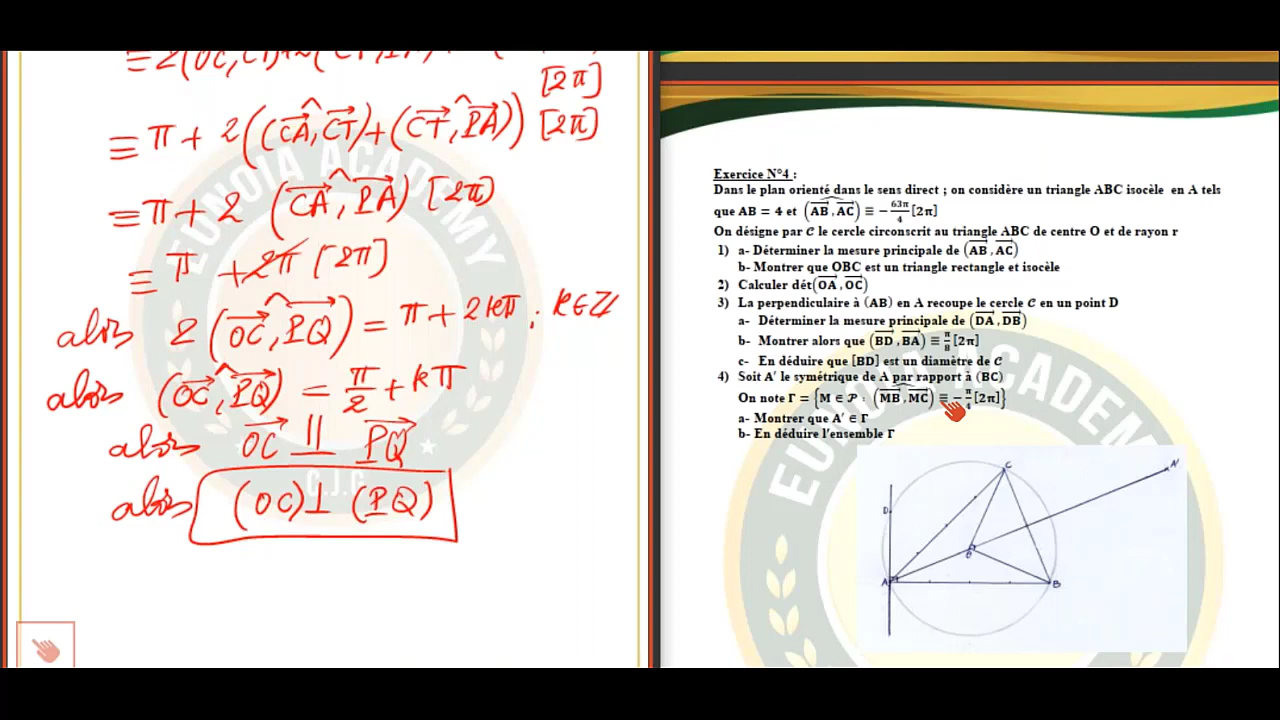 [2π]
≡ π + 2((CA, CT) + (CT, PA)) [2π]
≡ π + 2 (CA, PA) [2π]
≡ π + 2π [2π]
alors 2 (OC, PQ) = π + 2kπ ; k ∈ Z
alors (OC, PQ) = π/2 + kπ
alors OC ⊥ PQ
alors (OC) ⊥ (PQ)
EUNOIA ACADEMY
C.J.C
Exercice N°4 :
Dans le plan orienté dans le sens direct ; on considère un triangle ABC isocèle en A tels
que AB = 4 et (AB, AC) ≡ −63π/4 [2π]
On désigne par 𝒞 le cercle circonscrit au triangle ABC de centre O et de rayon r
1) a- Déterminer la mesure principale de (AB, AC)
b- Montrer que OBC est un triangle rectangle et isocèle
2) Calculer dét(OA, OC)
3) La perpendiculaire à (AB) en A recoupe le cercle 𝒞 en un point D
a- Déterminer la mesure principale de (DA, DB)
b- Montrer alors que (BD, BA) ≡ π/8 [2π]
c- En déduire que [BD] est un diamètre de 𝒞
4) Soit A' le symétrique de A par rapport à (BC)
On note Γ = {M ∈ 𝒫 : (MB, MC) ≡ −π/4 [2π]}
a- Montrer que A' ∈ Γ
b- En déduire l'ensemble Γ
C
A'
D
O
A
B